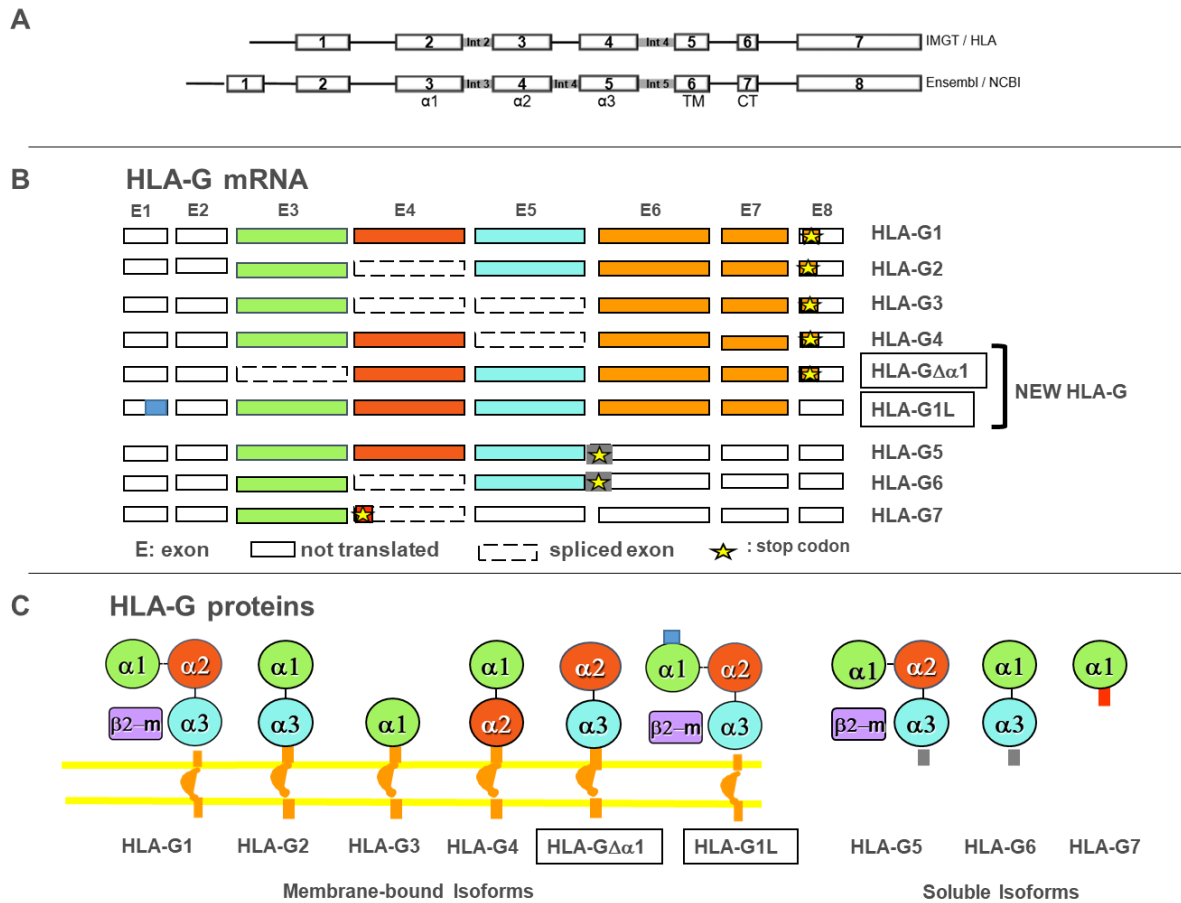 A
1 2 Int 2 3 4 Int 4 5 6 7 IMGT / HLA
1 2 3 Int 3 4 Int 4 5 Int 5 6 7 8 Ensembl / NCBI
α1 α2 α3 TM CT
B HLA-G mRNA
E1 E2 E3 E4 E5 E6 E7 E8
HLA-G1
HLA-G2
HLA-G3
HLA-G4
HLA-GΔα1
NEW HLA-G
HLA-G1L
HLA-G5
HLA-G6
HLA-G7
E: exon not translated spliced exon : stop codon
C HLA-G proteins
α1 α2 α1 α1 α2 α1 α2 α1 α2 α1 α1
β2–m α3 α3 α1 α2 α3 β2–m α3 β2–m α3 α3
HLA-G1 HLA-G2 HLA-G3 HLA-G4 HLA-GΔα1 HLA-G1L HLA-G5 HLA-G6 HLA-G7
Membrane-bound Isoforms Soluble Isoforms